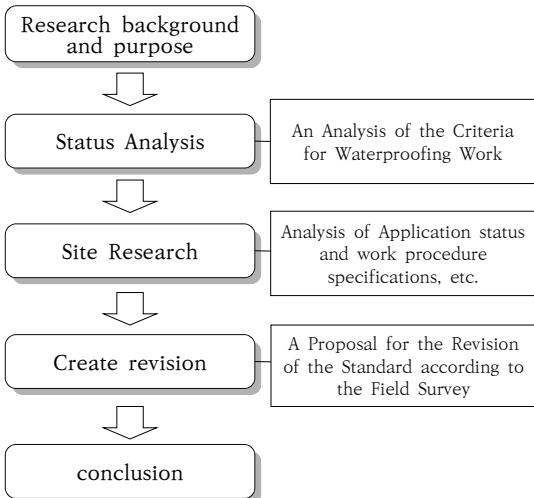 Research background
and purpose
Status Analysis
An Analysis of the Criteria
for Waterproofing Work
Site Research
Analysis of Application status
and work procedure
specifications, etc.
Create revision
A Proposal for the Revision
of the Standard according to
the Field Survey
conclusion